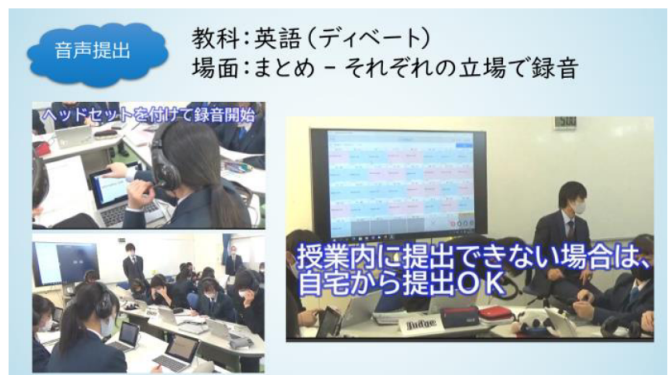 音声提出
教科：英語（ディベート）
場面：まとめ − それぞれの立場で録音
ヘッドセットを付けて録音開始
授業内に提出できない場合は、
自宅から提出ＯＫ
Judge